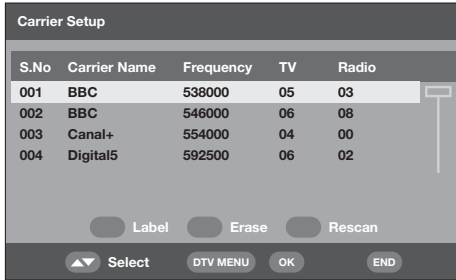 Carrier Setup
S.No Carrier Name Frequency TV Radio
001 BBC 538000 05 03
002 BBC 546000 06 08
003 Canal+ 554000 04 00
004 Digital5 592500 06 02
Label Erase Rescan
Select DTV MENU OK END